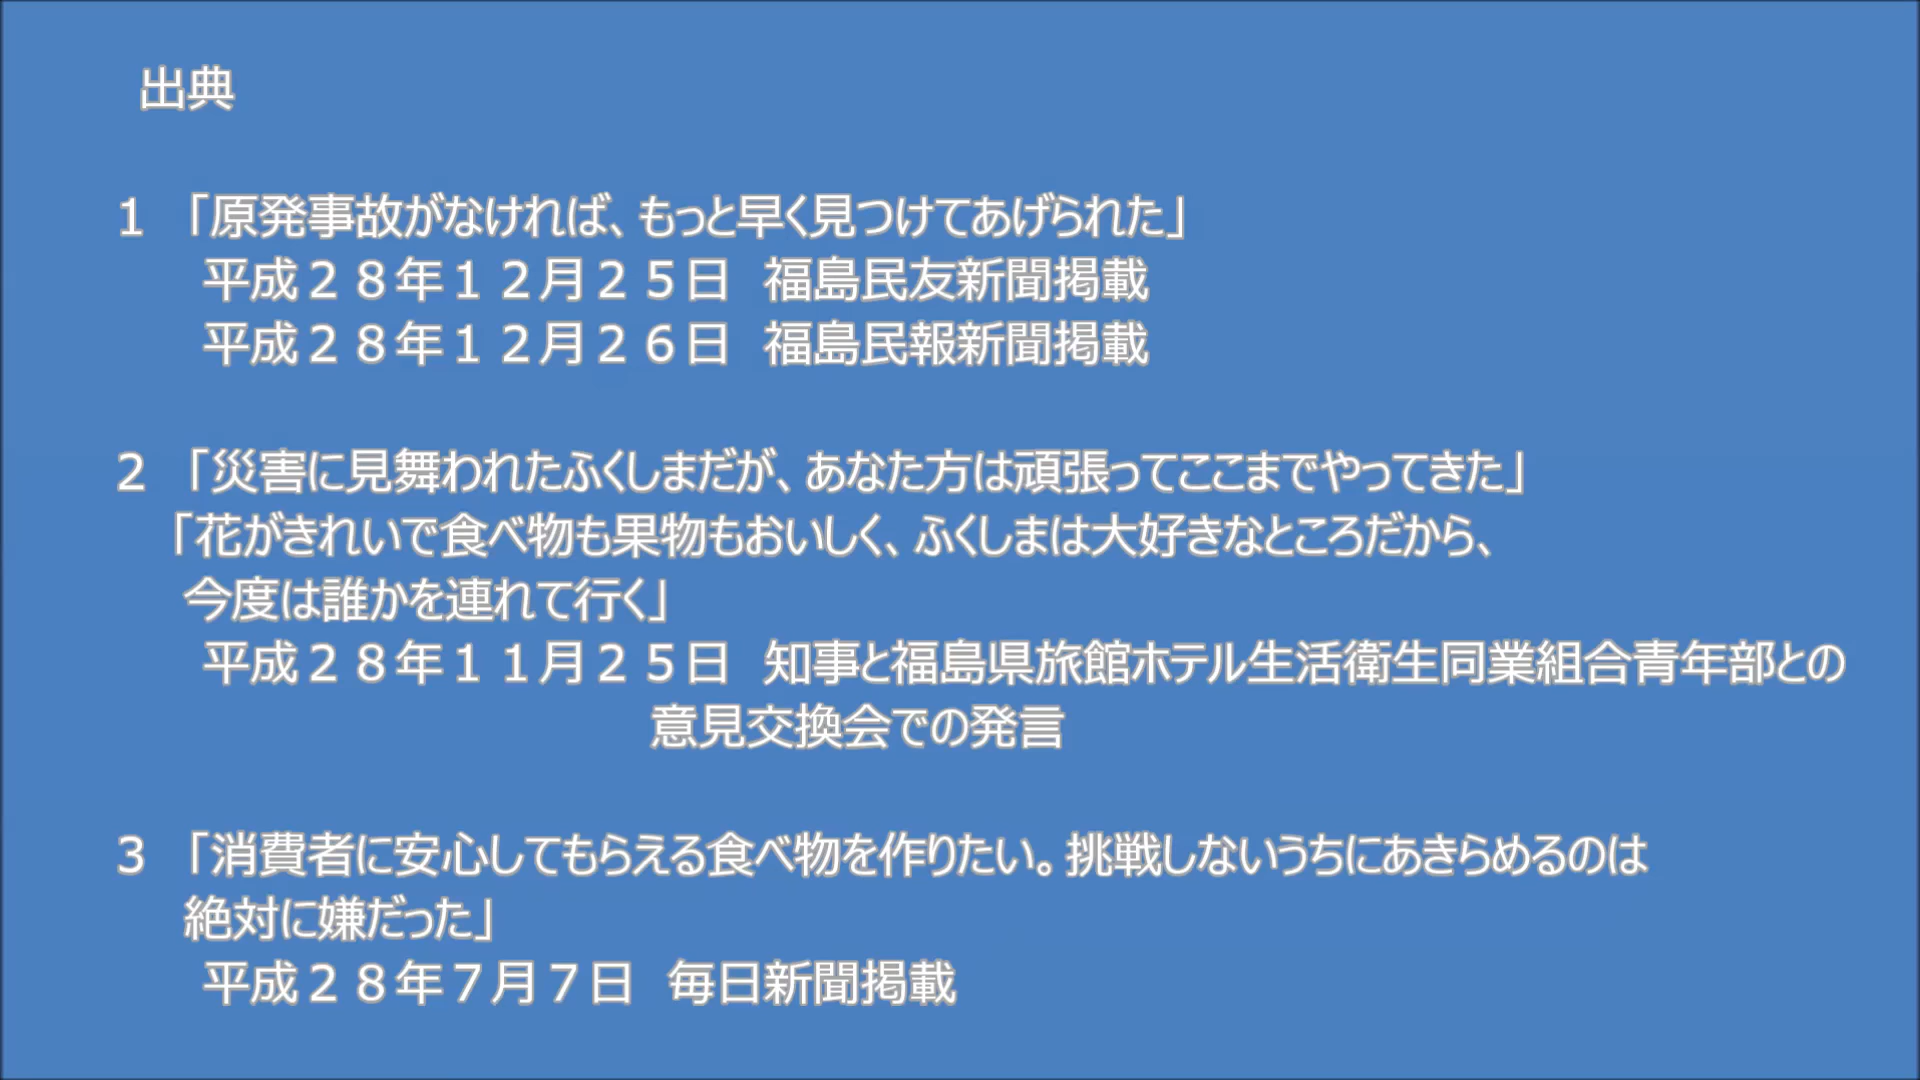 出典
１　「原発事故がなければ、もっと早く見つけてあげられた」
平成２８年１２月２５日　福島民友新聞掲載
平成２８年１２月２６日　福島民報新聞掲載
２　「災害に見舞われたふくしまだが、あなた方は頑張ってここまでやってきた」
「花がきれいで食べ物も果物もおいしく、ふくしまは大好きなところだから、
今度は誰かを連れて行く」
平成２８年１１月２５日　知事と福島県旅館ホテル生活衛生同業組合青年部との
意見交換会での発言
３　「消費者に安心してもらえる食べ物を作りたい。挑戦しないうちにあきらめるのは
絶対に嫌だった」
平成２８年７月７日　毎日新聞掲載